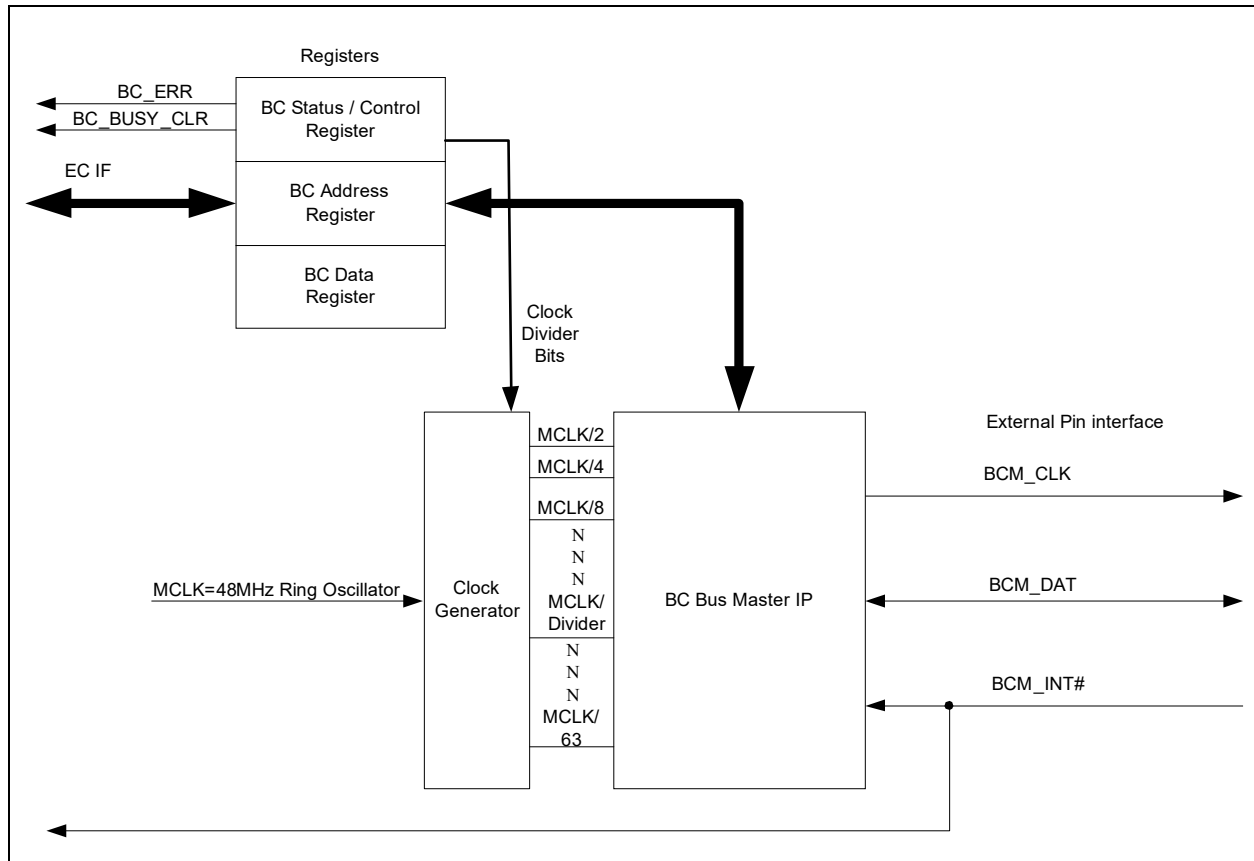 Registers
BC_ERR
BC_BUSY_CLR
EC IF
BC Status / Control
Register
BC Address
Register
BC Data
Register
Clock
Divider
Bits
MCLK/2
MCLK/4
MCLK/8
N
N
N
MCLK/
Divider
N
N
N
MCLK/
63
MCLK=48MHz Ring Oscillator
Clock
Generator
BC Bus Master IP
External Pin interface
BCM_CLK
BCM_DAT
BCM_INT#